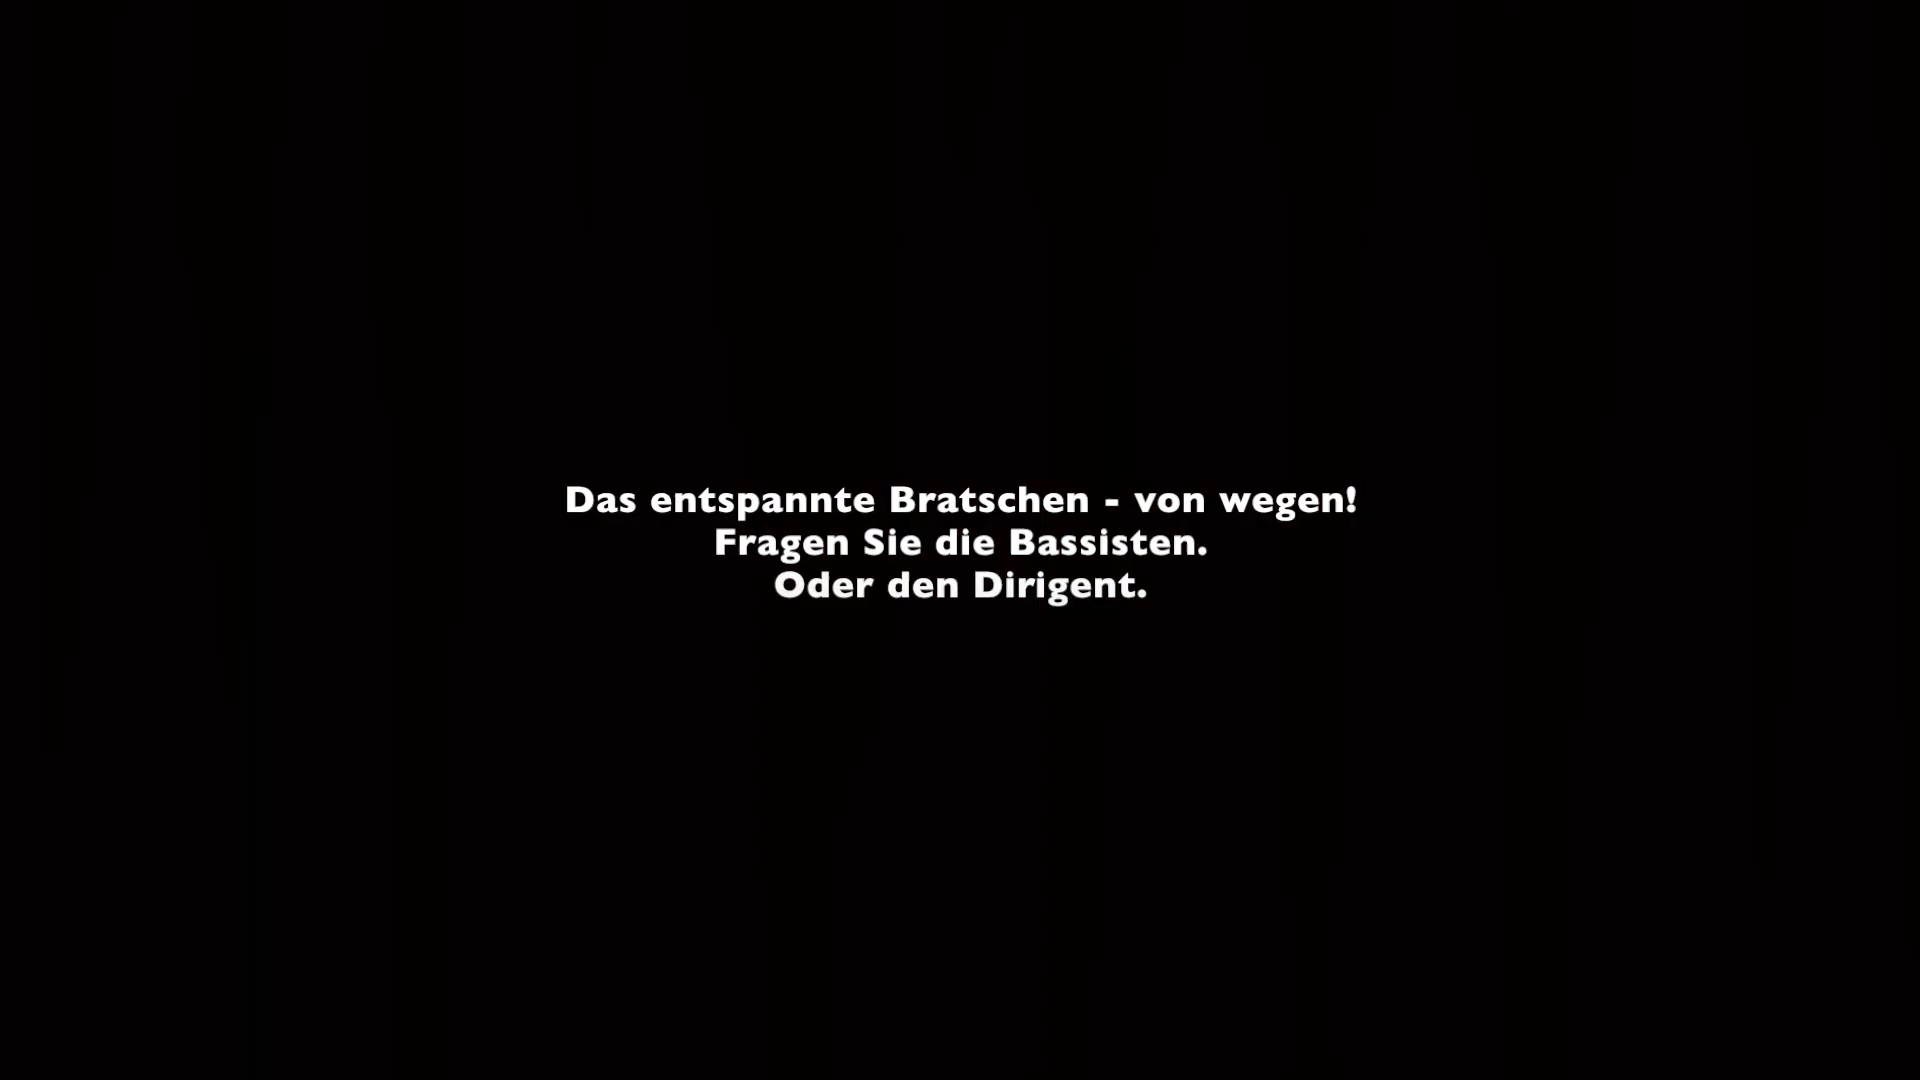 Das entspannte Bratschen - von wegen!
Fragen Sie die Bassisten.
Oder den Dirigent.